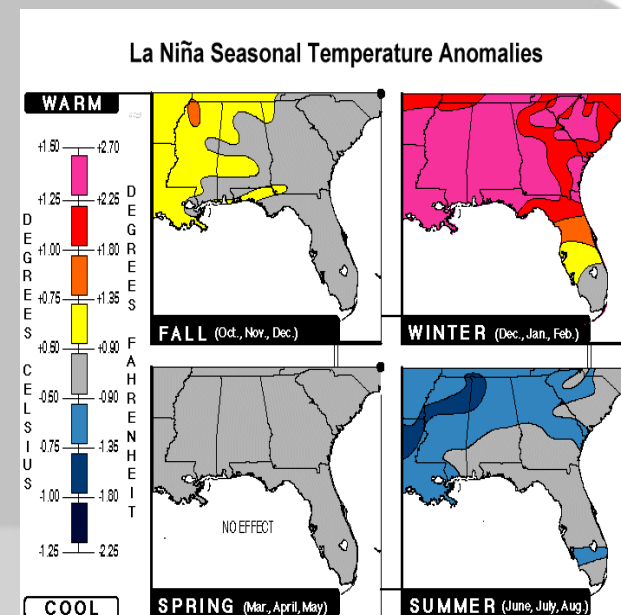 La Niña Seasonal Temperature Anomalies
WARM
+1.50 +2.70
+1.25 +2.25
+1.00 +1.80
+0.75 +1.35
+0.50 +0.90
-0.50 -0.90
-0.75 -1.35
-1.00 -1.80
-1.25 -2.25
DEGREES CELSIUS
DEGREES FAHRENHEIT
COOL
FALL (Oct., Nov., Dec.)
WINTER (Dec., Jan., Feb.)
NO EFFECT
SPRING (Mar., April, May)
SUMMER (June, July, Aug.)